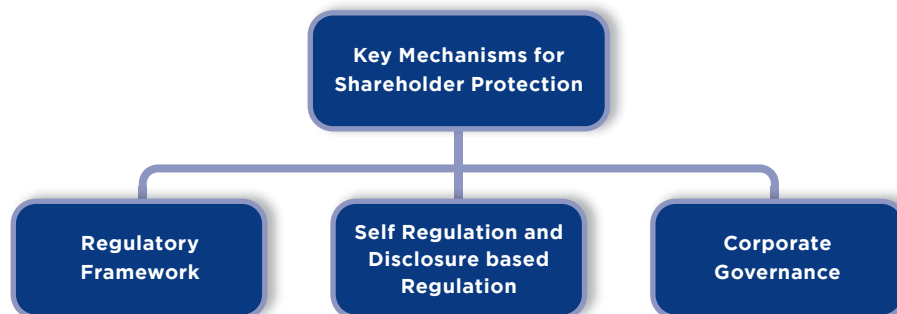 Key Mechanisms for
Shareholder Protection
Regulatory
Framework
Self Regulation and
Disclosure based
Regulation
Corporate
Governance